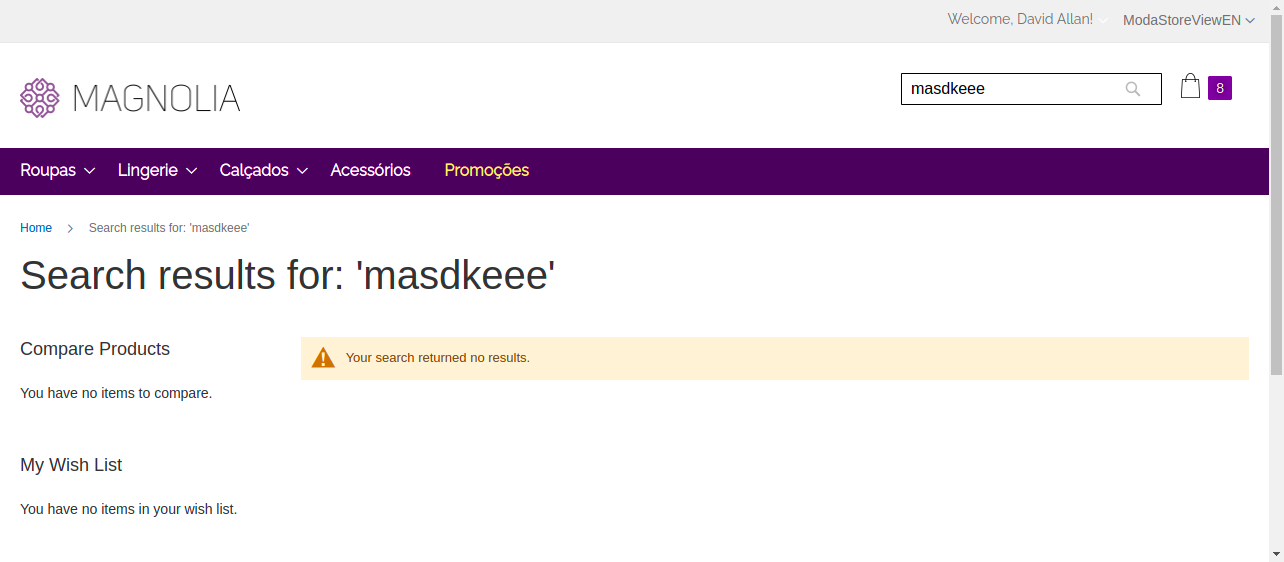 Welcome, David Allan! ModaStoreViewEN
MAGNOLIA
masdkeee
8
Roupas Lingerie Calçados Acessórios Promoções
Home Search results for: 'masdkeee'
Search results for: 'masdkeee'
Compare Products
Your search returned no results.
You have no items to compare.
My Wish List
You have no items in your wish list.